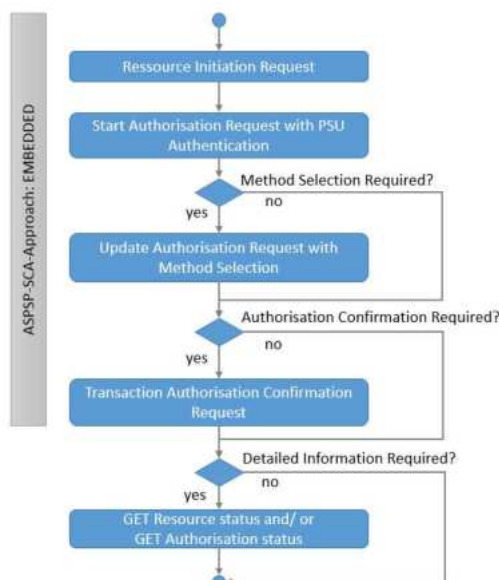 ASPSP-SCA-Approach: EMBEDDED
Ressource Initiation Request
Start Authorisation Request with PSU
Authentication
Method Selection Required?
no
yes
Update Authorisation Request with
Method Selection
Authorisation Confirmation Required?
no
yes
Transaction Authorisation Confirmation
Request
Detailed Information Required?
no
yes
GET Resource status and/ or
GET Authorisation status